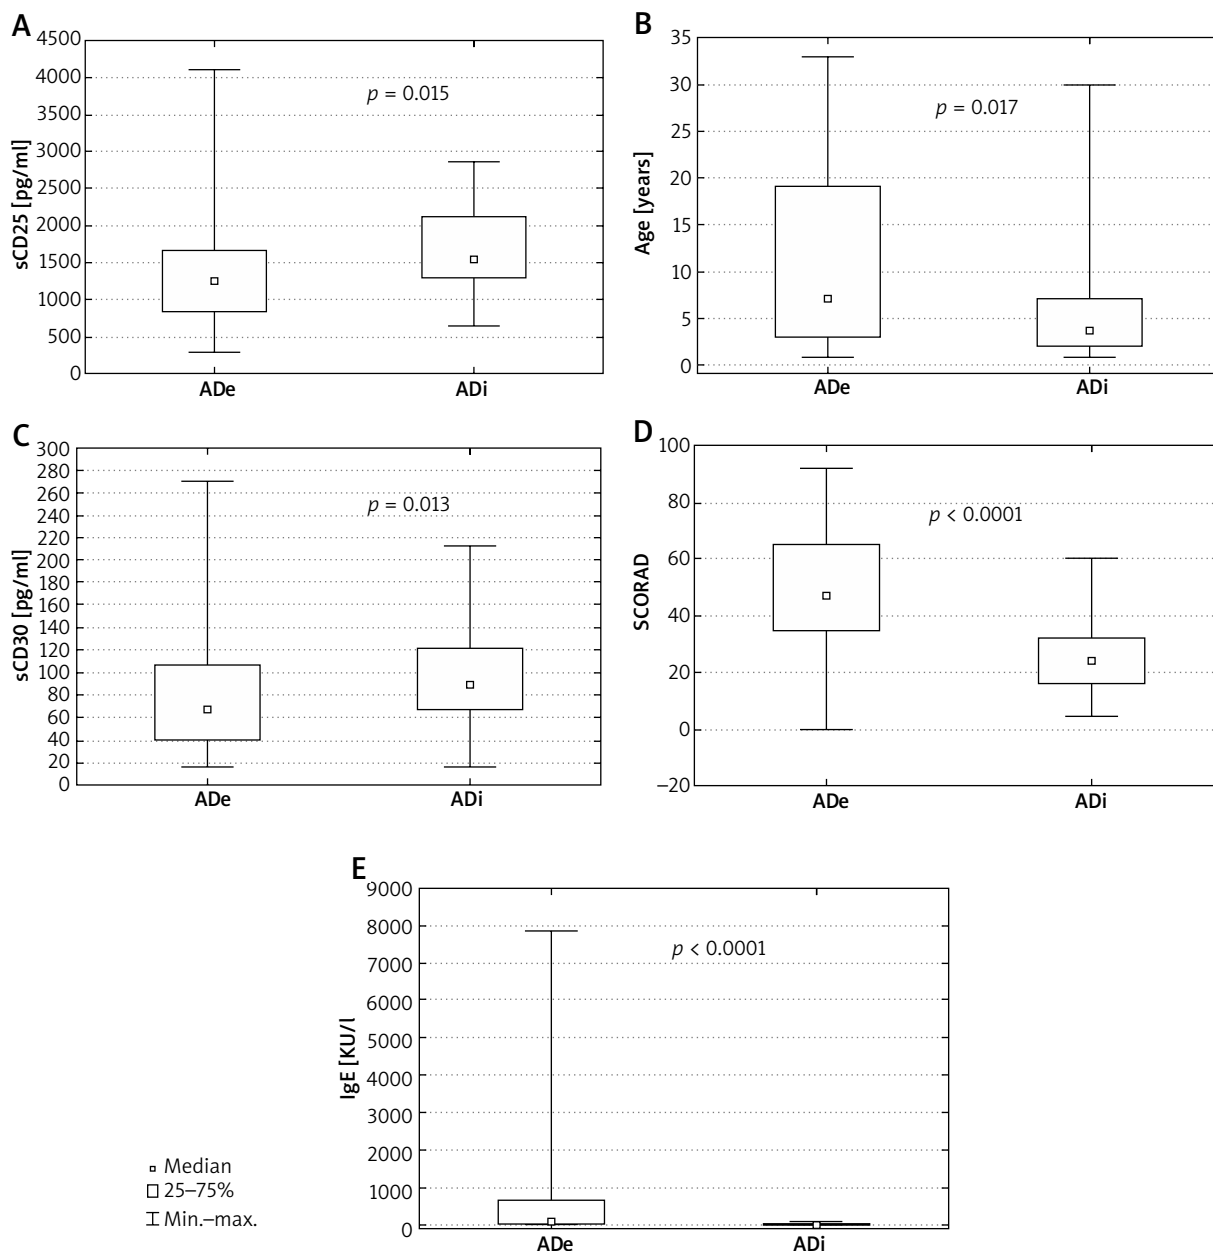 A
4500
4000
3500
3000
2500
2000
1500
1000
500
0
sCD25 [pg/ml]
p = 0.015
ADe
ADi
B
35
30
25
20
15
10
5
0
Age [years]
p = 0.017
ADe
ADi
C
300
280
260
240
220
200
180
160
140
120
100
80
60
40
20
0
sCD30 [pg/ml]
p = 0.013
ADe
ADi
D
100
80
60
40
20
0
–20
SCORAD
p < 0.0001
ADe
ADi
E
9000
8000
7000
6000
5000
4000
3000
2000
1000
0
IgE [KU/l]
p < 0.0001
ADe
ADi
Median
25–75%
Min.–max.